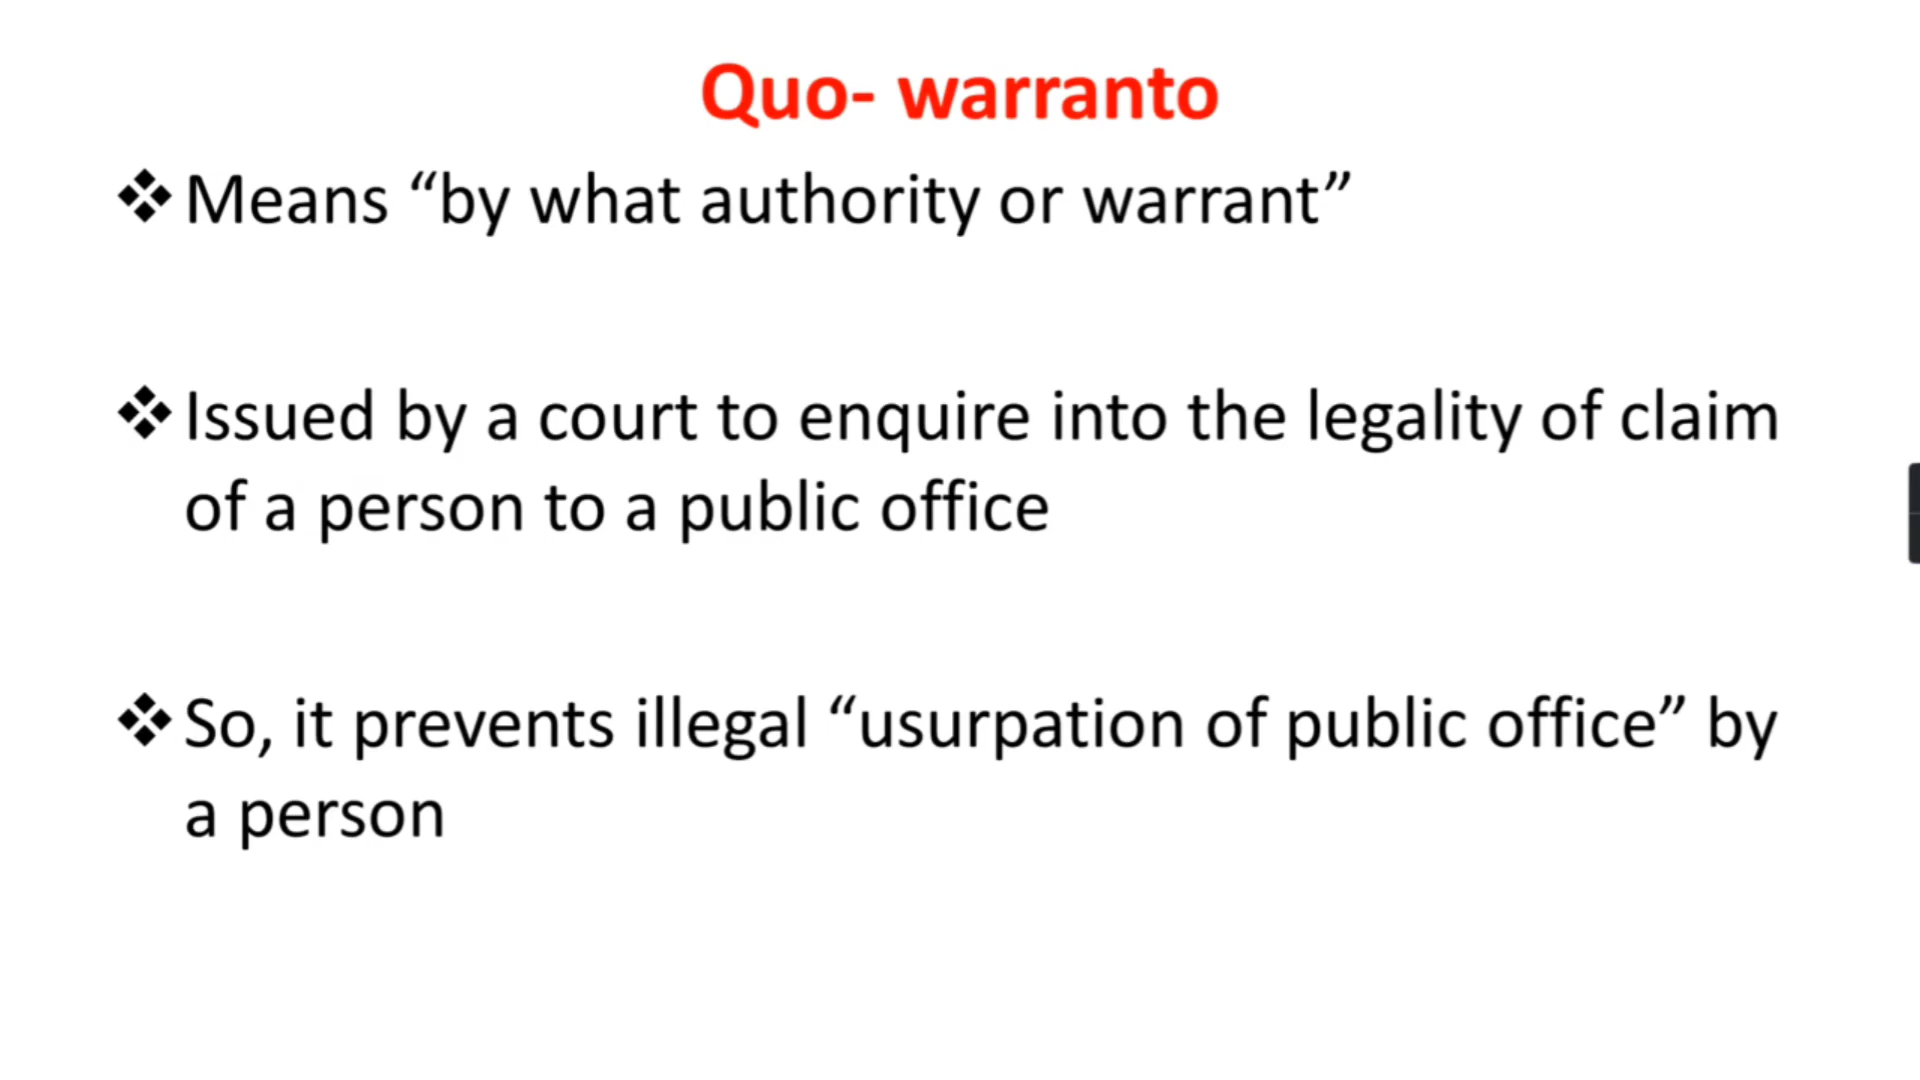 Quo- warranto
❖Means “by what authority or warrant”
❖Issued by a court to enquire into the legality of claim
of a person to a public office
❖So, it prevents illegal “usurpation of public office” by
a person